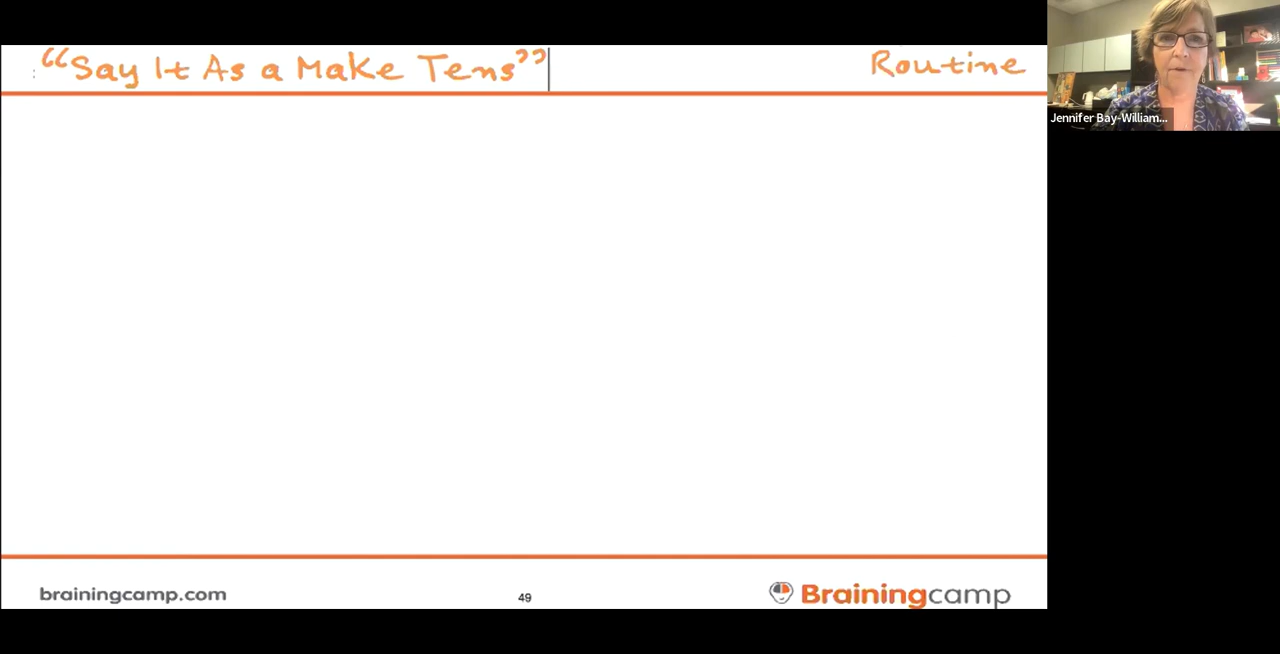 “Say It As a Make Tens” Routine
Jennifer Bay-William...
brainingcamp.com 49 Brainingcamp